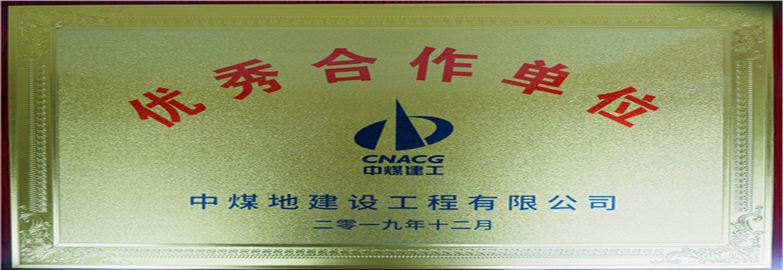 优秀合作单位
CNACG
中煤建工
中煤地建设工程有限公司
二零一九年十二月